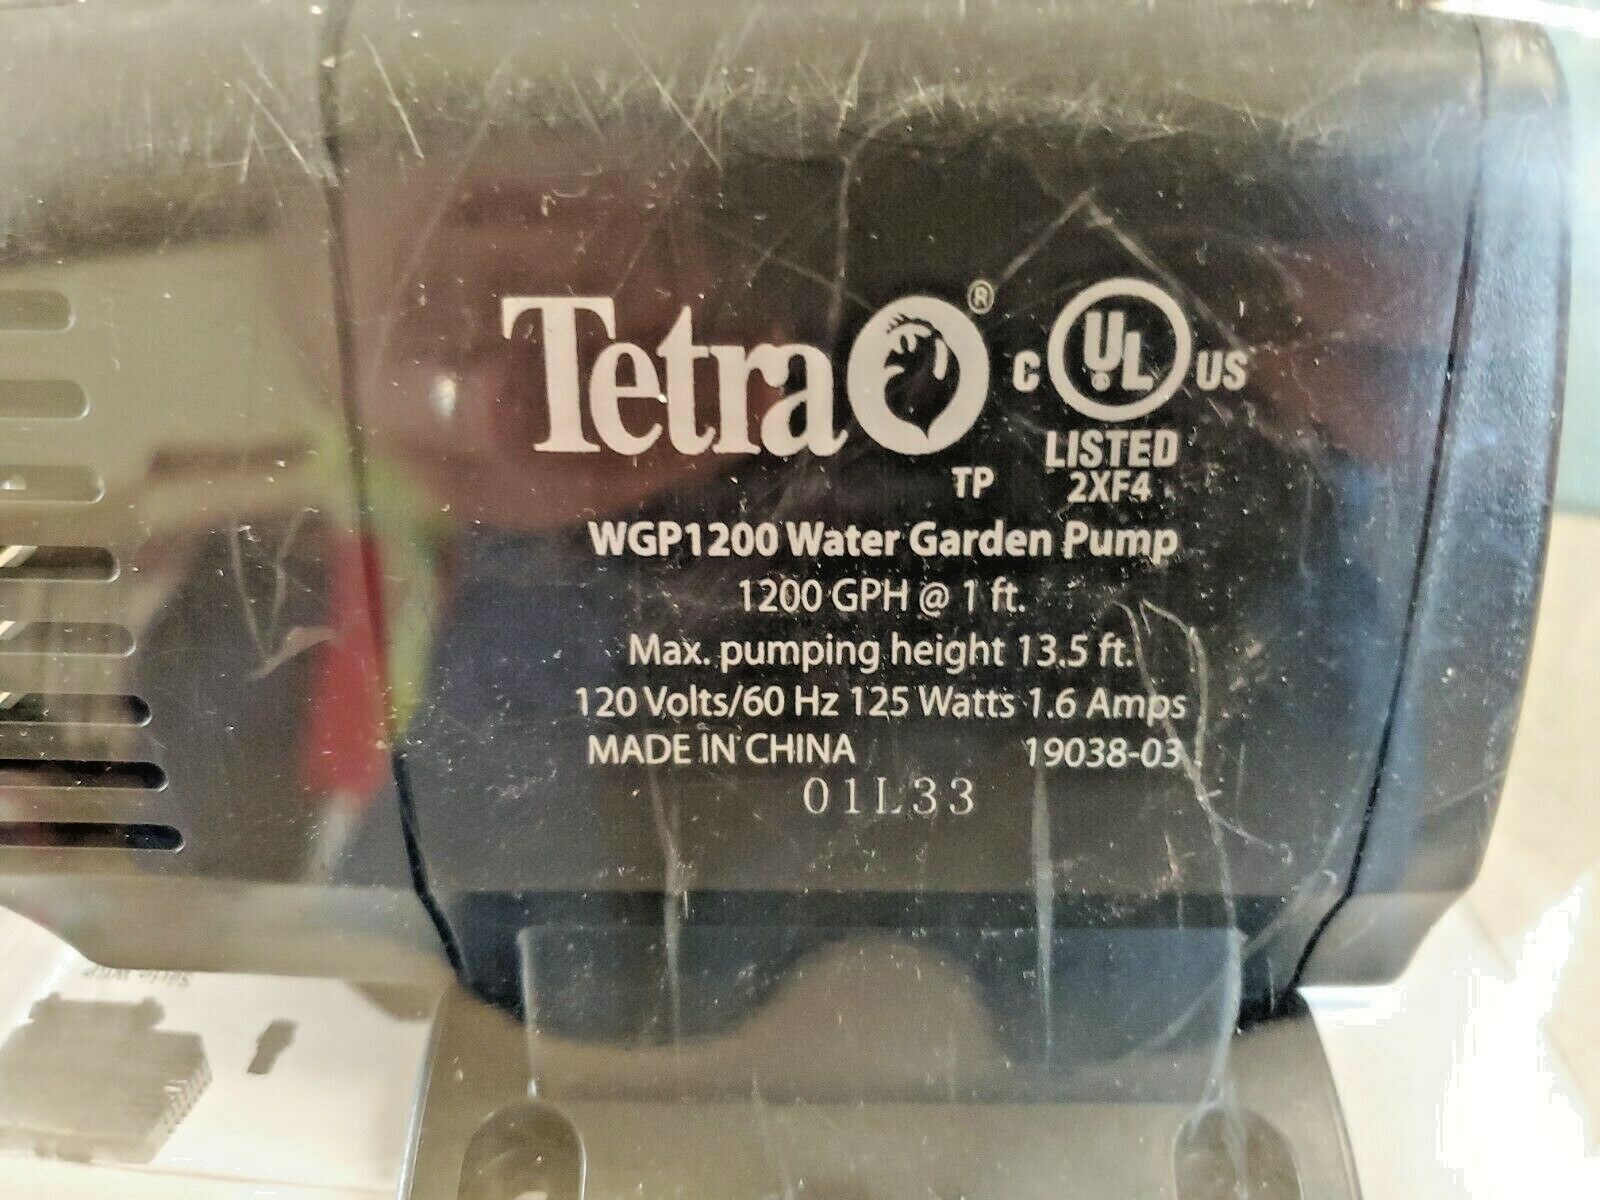 Tetra ®
C UL ® US
LISTED
TP 2XF4
WGP1200 Water Garden Pump
1200 GPH @ 1 ft.
Max. pumping height 13.5 ft.
120 Volts/60 Hz 125 Watts 1.6 Amps
MADE IN CHINA 19038-03
01L33